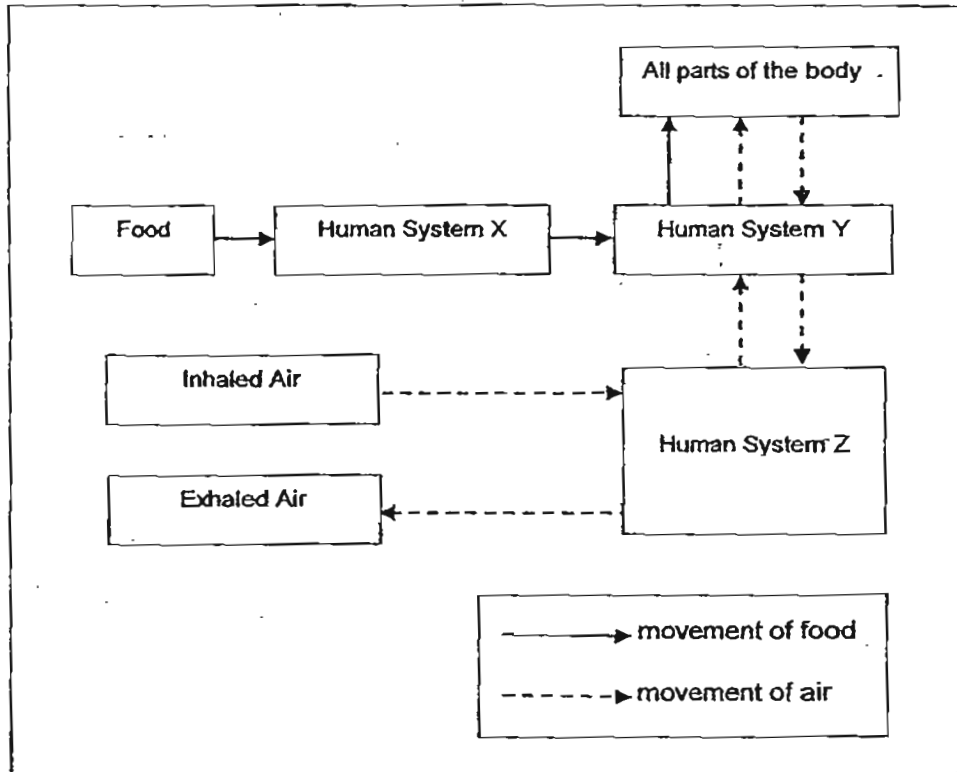 All parts of the body
Food
Human System X
Human System Y
Inhaled Air
Human System Z
Exhaled Air
movement of food
movement of air